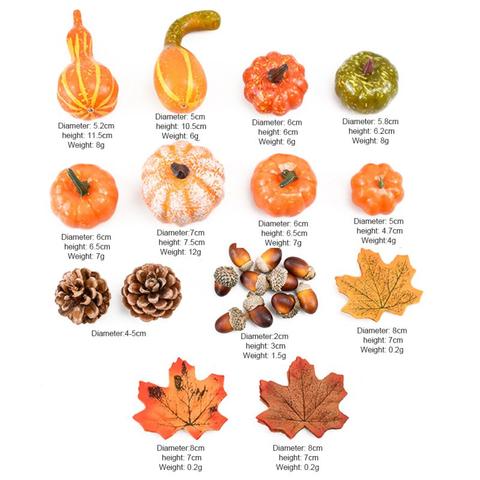 Diameter: 5.2cm
height: 11.5cm
Weight: 8g
Diameter: 5cm
height: 10.5cm
Weight: 6g
Diameter: 6cm
height: 6cm
Weight: 6g
Diameter: 5.8cm
height: 6.2cm
Weight: 8g
Diameter: 6cm
height: 6.5cm
Weight: 7g
Diameter:7cm
height: 7.5cm
Weight: 12g
Diameter: 6cm
height: 6.5cm
Weight: 7g
Diameter: 5cm
height: 4.7cm
Weight:4g
Diameter:4-5cm
Diameter:2cm
height: 3cm
Weight: 1.5g
Diameter: 8cm
height: 7cm
Weight: 0.2g
Diameter:8cm
height: 7cm
Weight: 0.2g
Diameter: 8cm
height: 7cm
Weight: 0.2g